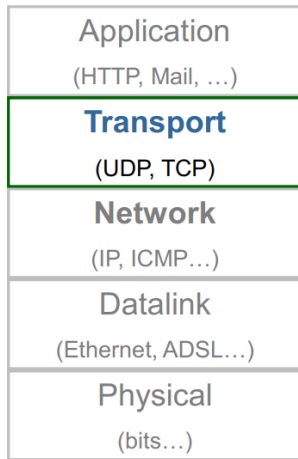 Application
(HTTP, Mail, …)
Transport
(UDP, TCP)
Network
(IP, ICMP…)
Datalink
(Ethernet, ADSL…)
Physical
(bits…)